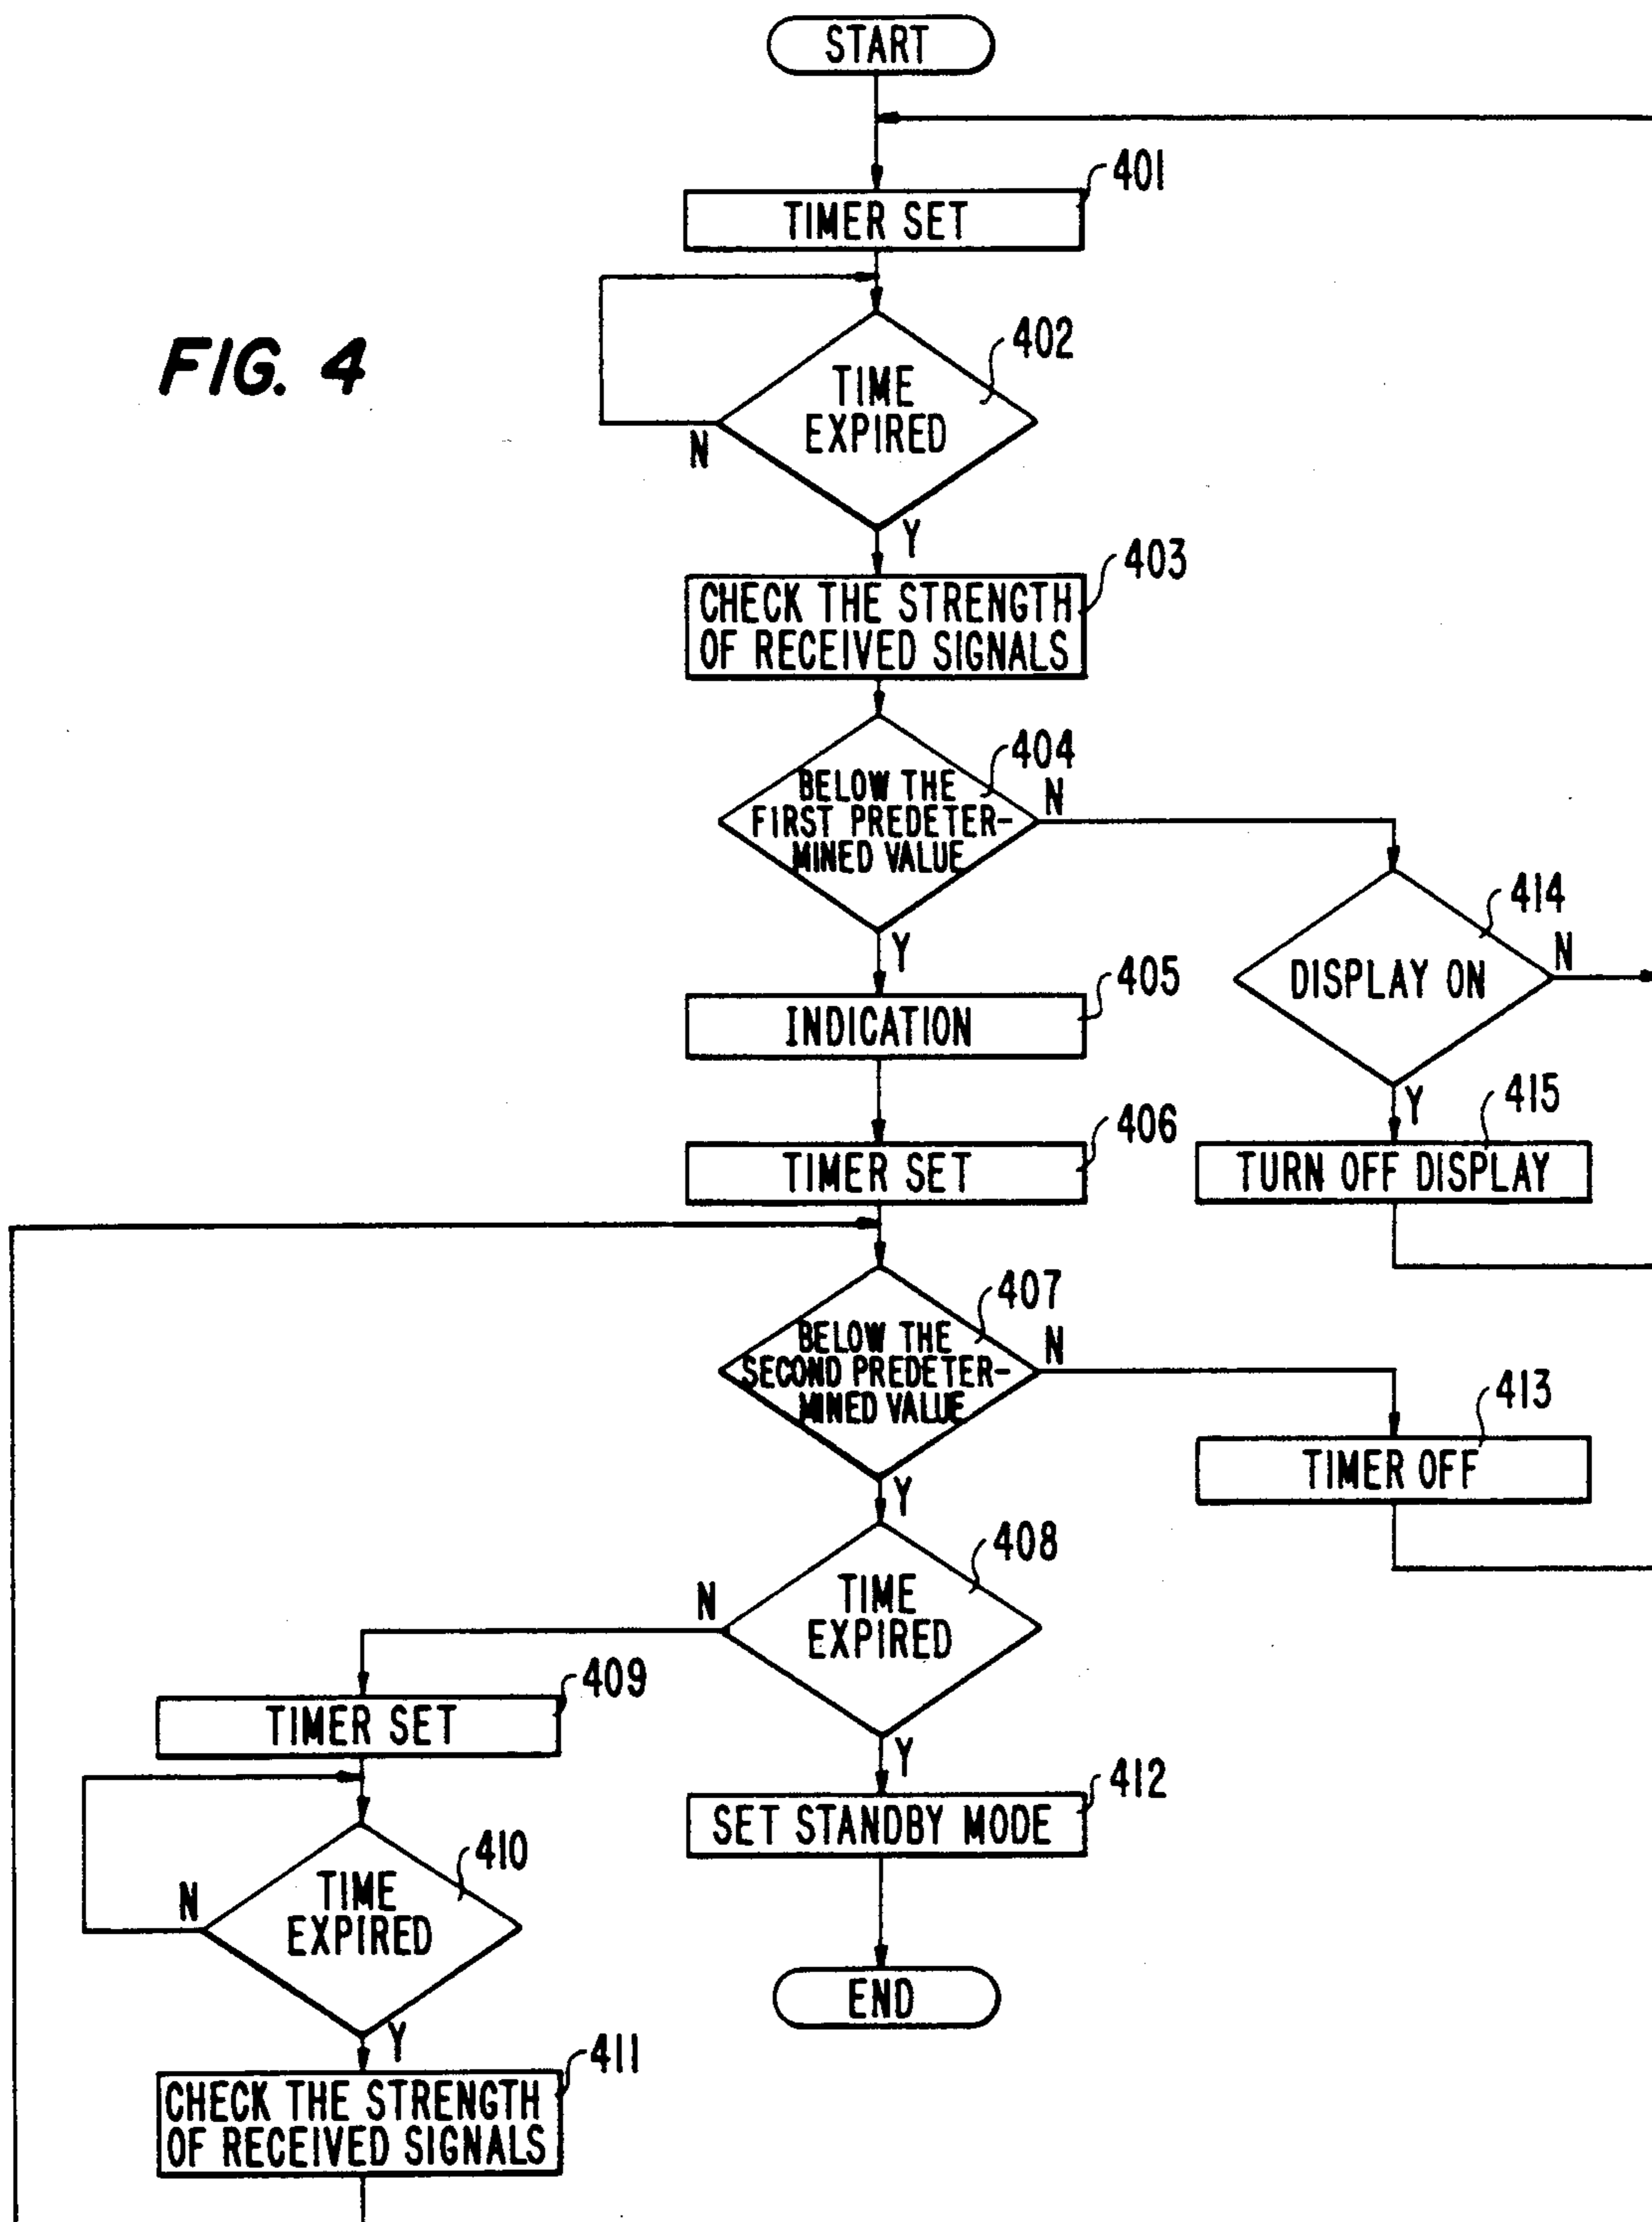 START
401
TIMER SET
FIG. 4
402
TIME
EXPIRED
N
Y
403
CHECK THE STRENGTH
OF RECEIVED SIGNALS
404
BELOW THE
FIRST PREDETER-
MINED VALUE
N
Y
414
DISPLAY ON
N
Y
405
INDICATION
415
TURN OFF DISPLAY
406
TIMER SET
407
BELOW THE
SECOND PREDETER-
MINED VALUE
N
Y
413
TIMER OFF
408
TIME
EXPIRED
N
Y
409
TIMER SET
412
SET STANDBY MODE
410
TIME
EXPIRED
N
Y
END
411
CHECK THE STRENGTH
OF RECEIVED SIGNALS